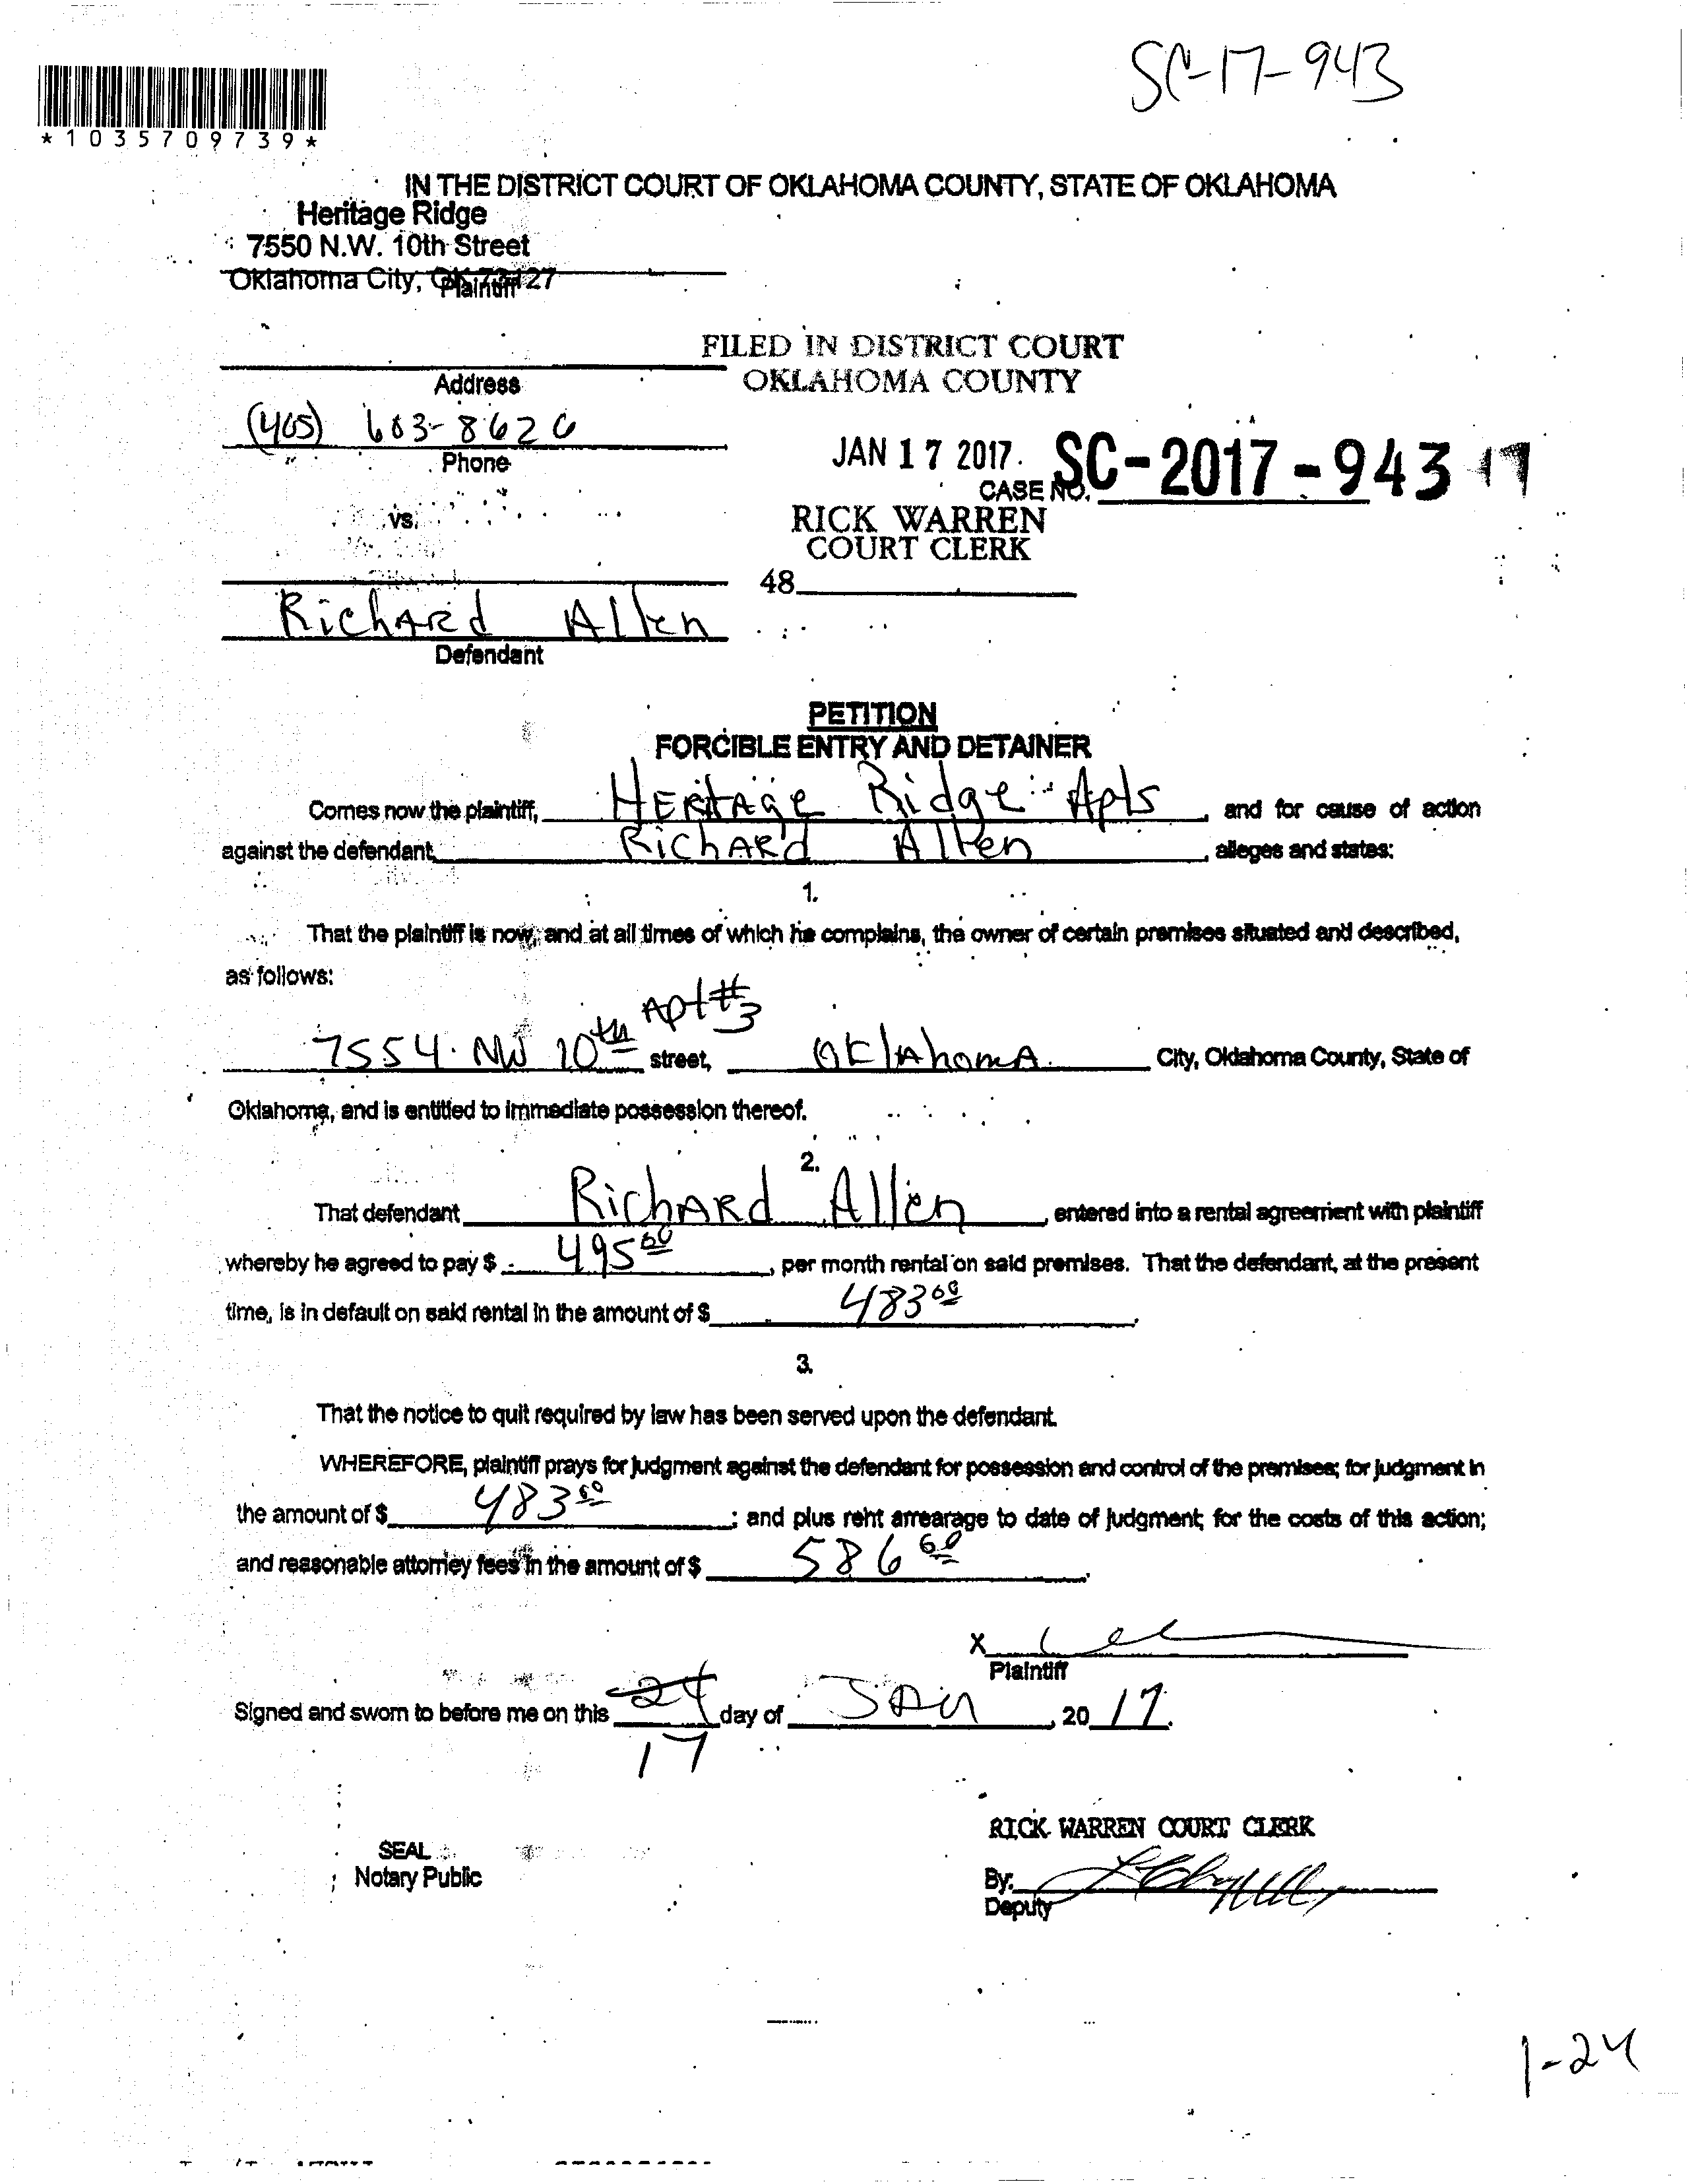 SC-17-943
*1035709739*
IN THE DISTRICT COURT OF OKLAHOMA COUNTY, STATE OF OKLAHOMA
Heritage Ridge
7550 N.W. 10th Street
Oklahoma City, OK 73127
Plaintiff
FILED IN DISTRICT COURT
OKLAHOMA COUNTY
Address
(405) 603-8626
Phone
JAN 17 2017
CASE NO. SC-2017-943 17
vs.
RICK WARREN
COURT CLERK
48
Richard Allen
Defendant
PETITION
FORCIBLE ENTRY AND DETAINER
Comes now the plaintiff, Heritage Ridge Apts, and for cause of action
against the defendant, Richard Allen, alleges and states:
1.
That the plaintiff is now, and at all times of which he complains, the owner of certain premises situated and described,
as follows:
7554 NW 10th Apt #3 street, Oklahoma City, Oklahoma County, State of
Oklahoma, and is entitled to immediate possession thereof.
2.
That defendant Richard Allen, entered into a rental agreement with plaintiff
whereby he agreed to pay $ 495 00, per month rental on said premises. That the defendant, at the present
time, is in default on said rental in the amount of $ 483 00.
3.
That the notice to quit required by law has been served upon the defendant.
WHEREFORE, plaintiff prays for judgment against the defendant for possession and control of the premises; for judgment in
the amount of $ 483 00; and plus reht arrearage to date of judgment; for the costs of this action;
and reasonable attorney fees in the amount of $ 586 60.
X
Plaintiff
Signed and sworn to before me on this 24 day of Jan, 20 17.
17
RICK WARREN COURT CLERK
SEAL
Notary Public
By:
Deputy
1-24